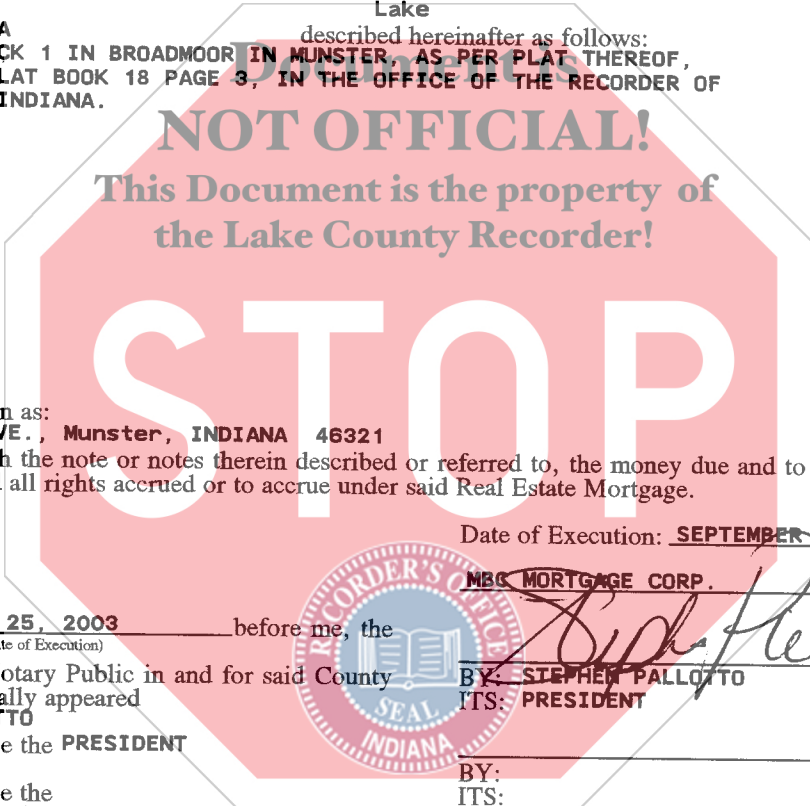 Lake
A
described hereinafter as follows:
CK 1 IN BROADMOOR IN MUNSTER, AS PER PLAT THEREOF,
LAT BOOK 18 PAGE 3, IN THE OFFICE OF THE RECORDER OF
INDIANA.
Document is
NOT OFFICIAL!
This Document is the property of
the Lake County Recorder!
STOP
n as:
VE., Munster, INDIANA 46321
h the note or notes therein described or referred to, the money due and to
all rights accrued or to accrue under said Real Estate Mortgage.
Date of Execution: SEPTEMBER
MBC MORTGAGE CORP.
25, 2003 before me, the
te of Execution)
otary Public in and for said County
ally appeared
TTO
e the PRESIDENT
e the
BY: STEPHEN PALLOTTO
ITS: PRESIDENT
BY:
ITS:
RECORDER'S OFFICE
SEAL
INDIANA